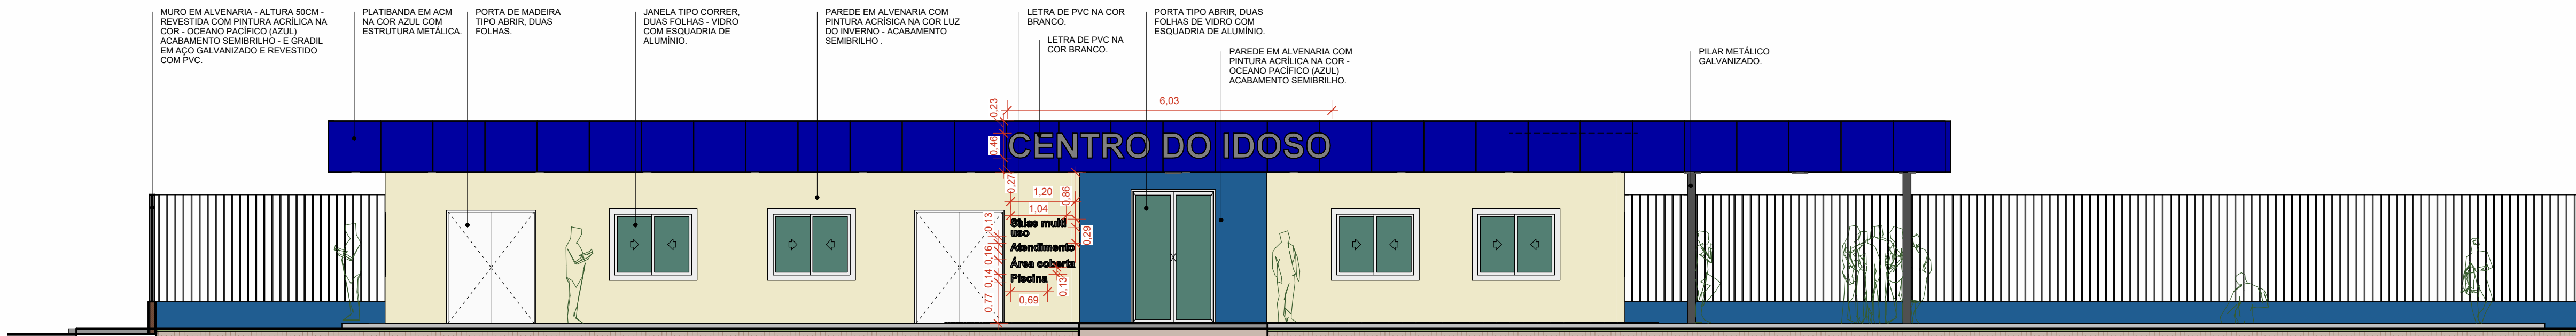 MURO EM ALVENARIA - ALTURA 50CM -
REVESTIDA COM PINTURA ACRÍLICA NA
COR - OCEANO PACÍFICO (AZUL)
ACABAMENTO SEMIBRILHO - E GRADIL
EM AÇO GALVANIZADO E REVESTIDO
COM PVC.
PLATIBANDA EM ACM
NA COR AZUL COM
ESTRUTURA METÁLICA.
PORTA DE MADEIRA
TIPO ABRIR, DUAS
FOLHAS.
JANELA TIPO CORRER,
DUAS FOLHAS - VIDRO
COM ESQUADRIA DE
ALUMÍNIO.
PAREDE EM ALVENARIA COM
PINTURA ACRÍSICA NA COR LUZ
DO INVERNO - ACABAMENTO
SEMIBRILHO .
LETRA DE PVC NA COR
BRANCO.
LETRA DE PVC NA
COR BRANCO.
PORTA TIPO ABRIR, DUAS
FOLHAS DE VIDRO COM
ESQUADRIA DE ALUMÍNIO.
PAREDE EM ALVENARIA COM
PINTURA ACRÍLICA NA COR -
OCEANO PACÍFICO (AZUL)
ACABAMENTO SEMIBRILHO.
PILAR METÁLICO
GALVANIZADO.
0,23
6,03
0,46
CENTRO DO IDOSO
0,27
1,20
0,86
1,04
0,13
Salas multi
uso
0,29
Atendimento
0,16
Área coberta
0,14
Piscina
0,13
0,77
0,69